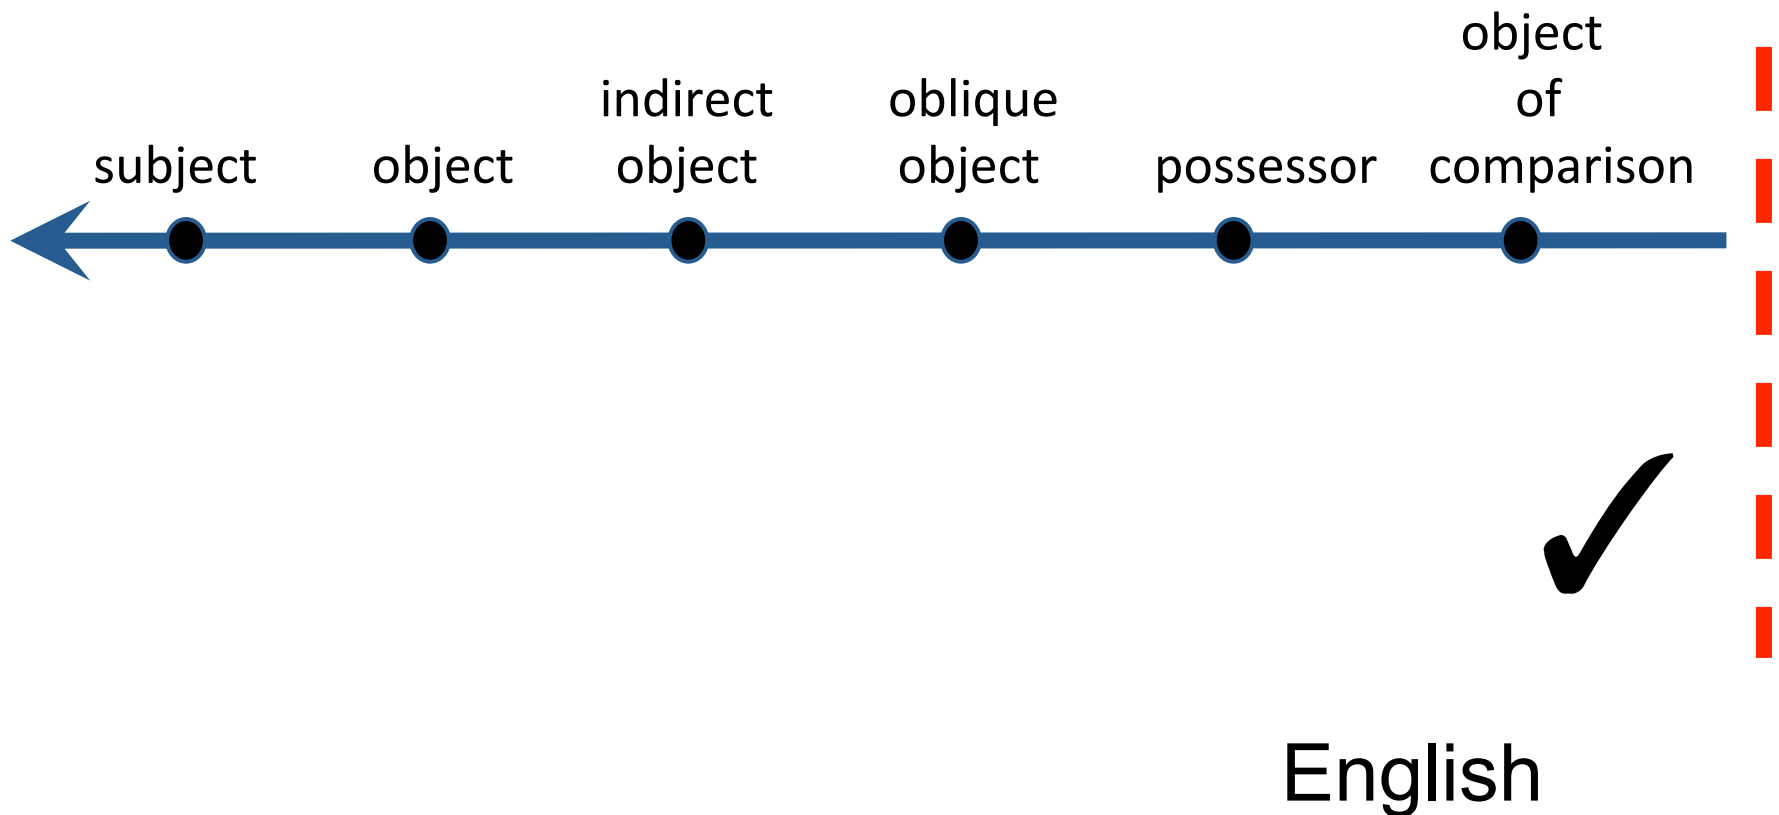 subject
object
indirect
object
oblique
object
possessor
object
of
comparison
English